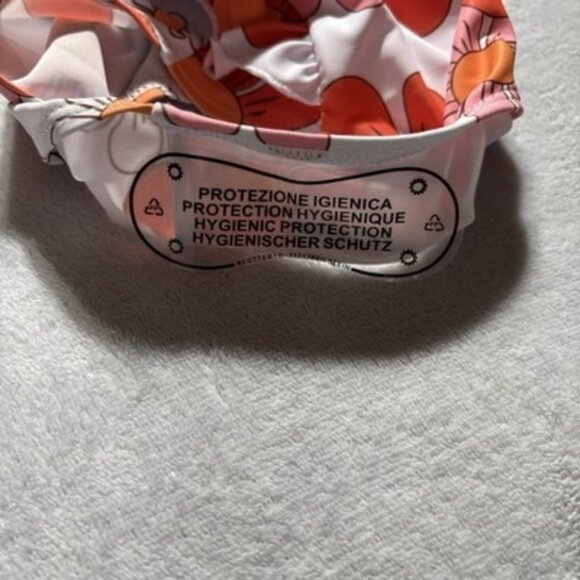 PROTEZIONE IGIENICA
PROTECTION HYGIENIQUE
HYGIENIC PROTECTION
HYGIENISCHER SCHUTZ